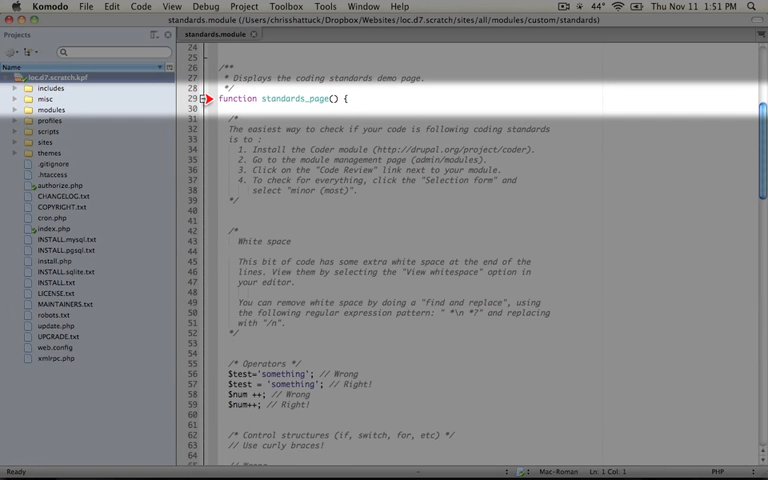 Komodo File Edit Code View Debug Project Toolbox Tools Window Help 44° Thu Nov 11 1:51 PM
standards.module (/Users/chrisshattuck/Dropbox/Websites/loc.d7.scratch/sites/all/modules/custom/standards)
Projects
standards.module
Name
loc.d7.scratch.kpf
includes
misc
modules
profiles
scripts
sites
themes
.gitignore
.htaccess
authorize.php
CHANGELOG.txt
COPYRIGHT.txt
cron.php
index.php
INSTALL.mysql.txt
INSTALL.pgsql.txt
install.php
INSTALL.sqlite.txt
INSTALL.txt
LICENSE.txt
MAINTAINERS.txt
robots.txt
update.php
UPGRADE.txt
web.config
xmlrpc.php
24
25
26 /**
27 * Displays the coding standards demo page.
28 */
29 function standards_page() {
30
31 /*
32 The easiest way to check if your code is following coding standards
33 is to :
34 1. Install the Coder module (http://drupal.org/project/coder).
35 2. Go to the module management page (admin/modules).
36 3. Click on the "Code Review" link next to your module.
37 4. To check for everything, click the "Selection form" and
38 select "minor (most)".
39 */
40
41
42 /*
43 White space
44
45 This bit of code has some extra white space at the end of the
46 lines. View them by selecting the "View whitespace" option in
47 your editor.
48
49 You can remove white space by doing a "find and replace", using
50 the following regular expression pattern: " *\n *?" and replacing
51 with "/n".
52 */
53
54
55 /* Operators */
56 $test='something'; // Wrong
57 $test = 'something'; // Right!
58 $num ++; // Wrong
59 $num++; // Right!
60
61
62 /* Control structures (if, switch, for, etc) */
63 // Use curly braces!
64
Ready Mac-Roman Ln: 1 Col: 1 PHP